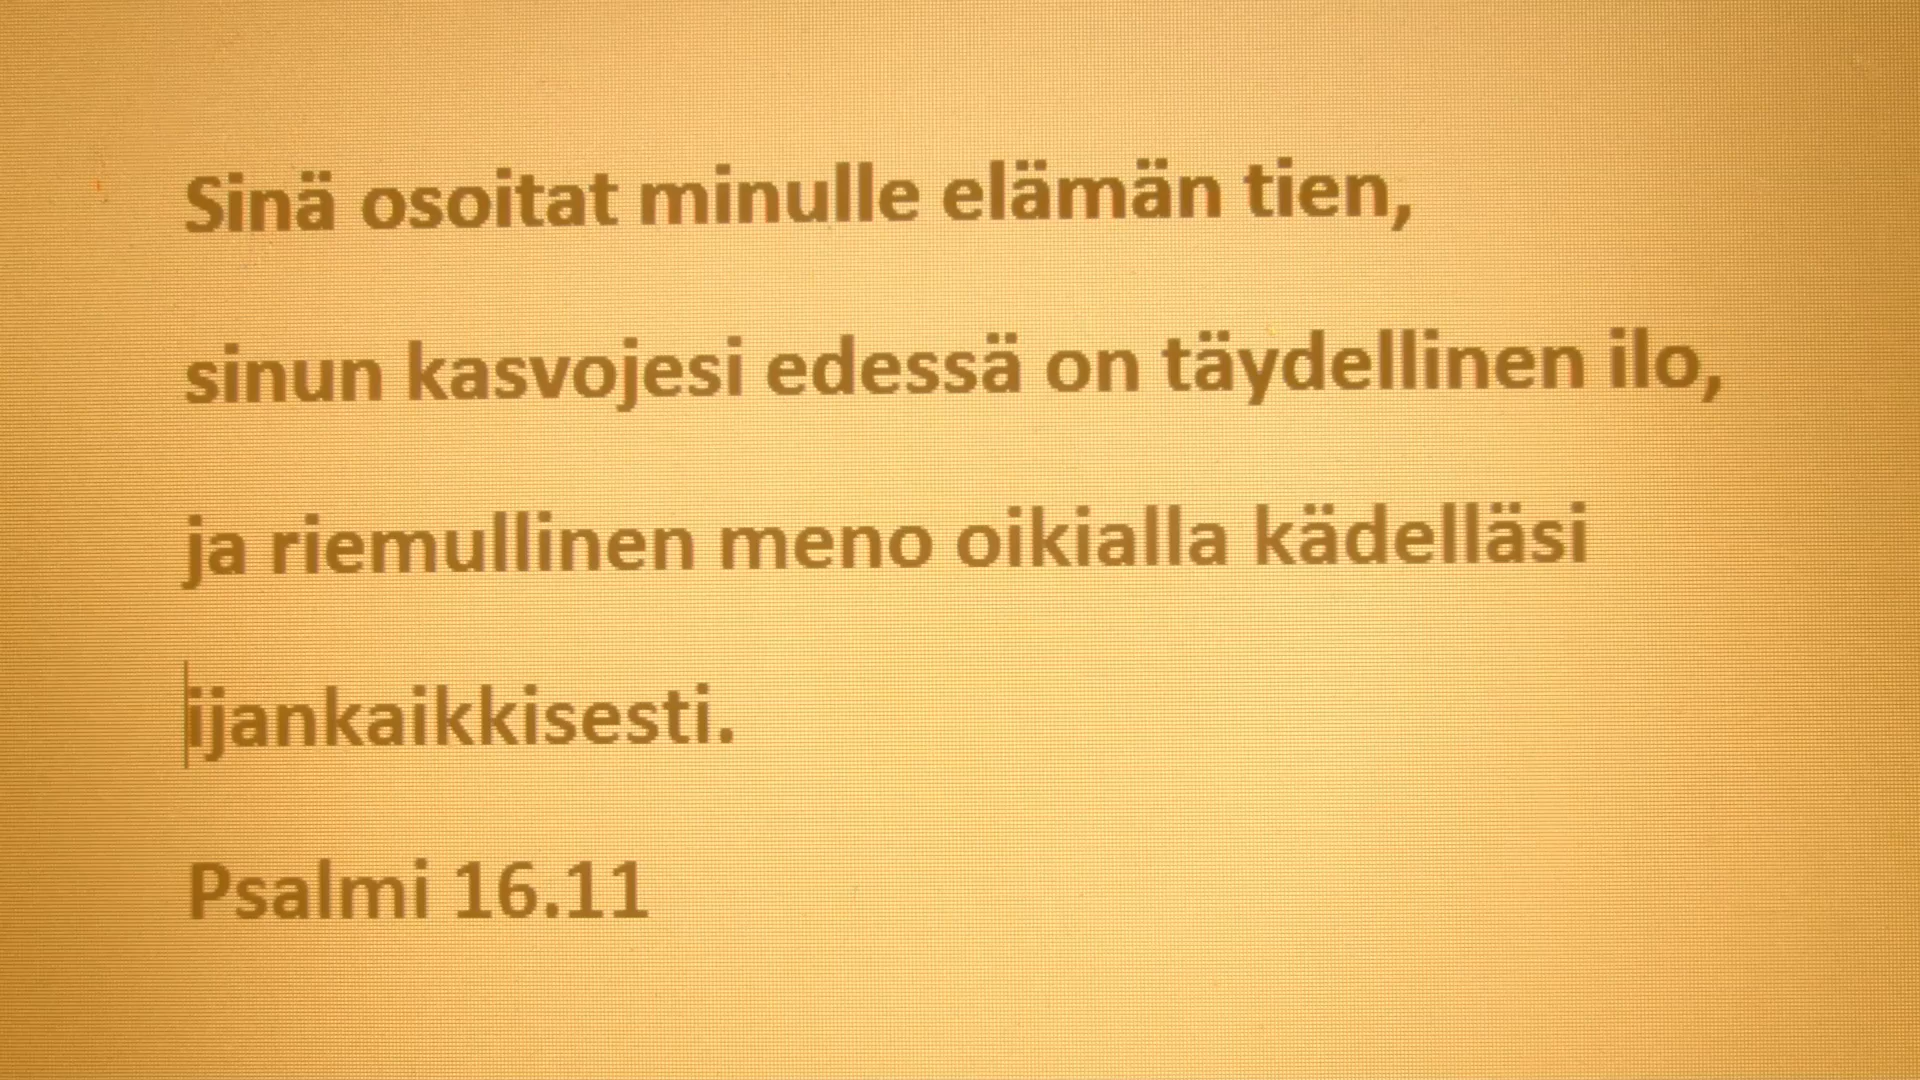 Sinä osoitat minulle elämän tien,
sinun kasvojesi edessä on täydellinen ilo,
ja riemullinen meno oikialla kädelläsi
ijankaikkisesti.
Psalmi 16.11